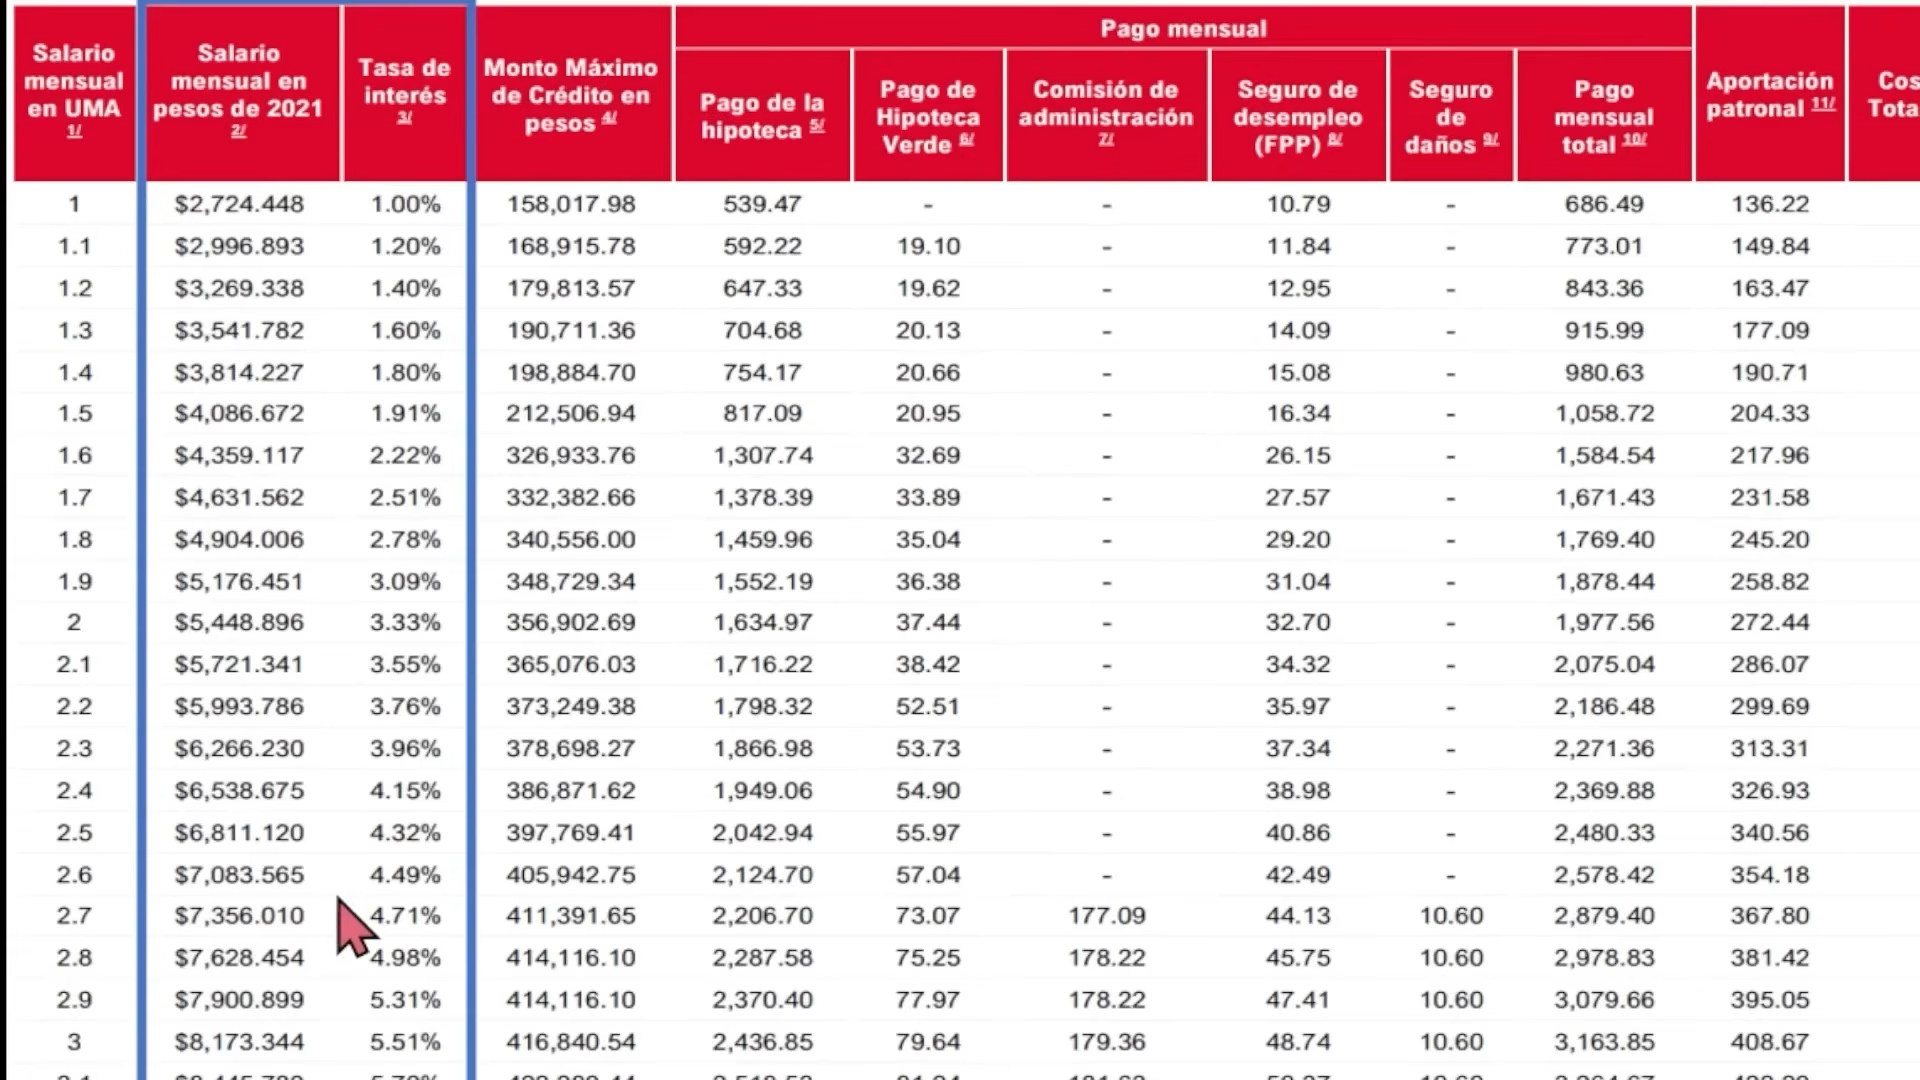 Salario mensual en UMA 1/ Salario mensual en pesos de 2021 2/ Tasa de interés 3/ Monto Máximo de Crédito en pesos 4/ Pago mensual Aportación patronal 11/
Pago de la hipoteca 5/ Pago de Hipoteca Verde 6/ Comisión de administración 7/ Seguro de desempleo (FPP) 8/ Seguro de daños 9/ Pago mensual total 10/
1 $2,724.448 1.00% 158,017.98 539.47 - - 10.79 - 686.49 136.22
1.1 $2,996.893 1.20% 168,915.78 592.22 19.10 - 11.84 - 773.01 149.84
1.2 $3,269.338 1.40% 179,813.57 647.33 19.62 - 12.95 - 843.36 163.47
1.3 $3,541.782 1.60% 190,711.36 704.68 20.13 - 14.09 - 915.99 177.09
1.4 $3,814.227 1.80% 198,884.70 754.17 20.66 - 15.08 - 980.63 190.71
1.5 $4,086.672 1.91% 212,506.94 817.09 20.95 - 16.34 - 1,058.72 204.33
1.6 $4,359.117 2.22% 326,933.76 1,307.74 32.69 - 26.15 - 1,584.54 217.96
1.7 $4,631.562 2.51% 332,382.66 1,378.39 33.89 - 27.57 - 1,671.43 231.58
1.8 $4,904.006 2.78% 340,556.00 1,459.96 35.04 - 29.20 - 1,769.40 245.20
1.9 $5,176.451 3.09% 348,729.34 1,552.19 36.38 - 31.04 - 1,878.44 258.82
2 $5,448.896 3.33% 356,902.69 1,634.97 37.44 - 32.70 - 1,977.56 272.44
2.1 $5,721.341 3.55% 365,076.03 1,716.22 38.42 - 34.32 - 2,075.04 286.07
2.2 $5,993.786 3.76% 373,249.38 1,798.32 52.51 - 35.97 - 2,186.48 299.69
2.3 $6,266.230 3.96% 378,698.27 1,866.98 53.73 - 37.34 - 2,271.36 313.31
2.4 $6,538.675 4.15% 386,871.62 1,949.06 54.90 - 38.98 - 2,369.88 326.93
2.5 $6,811.120 4.32% 397,769.41 2,042.94 55.97 - 40.86 - 2,480.33 340.56
2.6 $7,083.565 4.49% 405,942.75 2,124.70 57.04 - 42.49 - 2,578.42 354.18
2.7 $7,356.010 4.71% 411,391.65 2,206.70 73.07 177.09 44.13 10.60 2,879.40 367.80
2.8 $7,628.454 4.98% 414,116.10 2,287.58 75.25 178.22 45.75 10.60 2,978.83 381.42
2.9 $7,900.899 5.31% 414,116.10 2,370.40 77.97 178.22 47.41 10.60 3,079.66 395.05
3 $8,173.344 5.51% 416,840.54 2,436.85 79.64 179.36 48.74 10.60 3,163.85 408.67